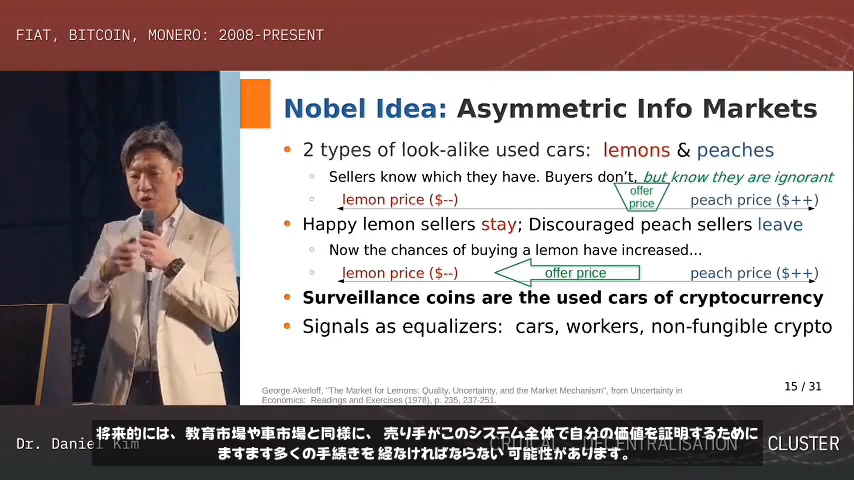 FIAT, BITCOIN, MONERO: 2008-PRESENT
Nobel Idea: Asymmetric Info Markets
2 types of look-alike used cars: lemons & peaches
Sellers know which they have. Buyers don't, but know they are ignorant
offer
price
lemon price ($--)
peach price ($++)
Happy lemon sellers stay; Discouraged peach sellers leave
Now the chances of buying a lemon have increased...
lemon price ($--)
offer price
peach price ($++)
Surveillance coins are the used cars of cryptocurrency
Signals as equalizers: cars, workers, non-fungible crypto
George Akerloff, "The Market for Lemons: Quality, Uncertainty, and the Market Mechanism", from Uncertainty in
Economics: Readings and Exercises (1978), p. 235, 237-251.
15 / 31
将来的には、教育市場や車市場と同様に、売り手がこのシステム全体で自分の価値を証明するために
ますます多くの手続きを 経なければならない 可能性があります。
Dr. Daniel Kim
DECENTRALISATION
CLUSTER